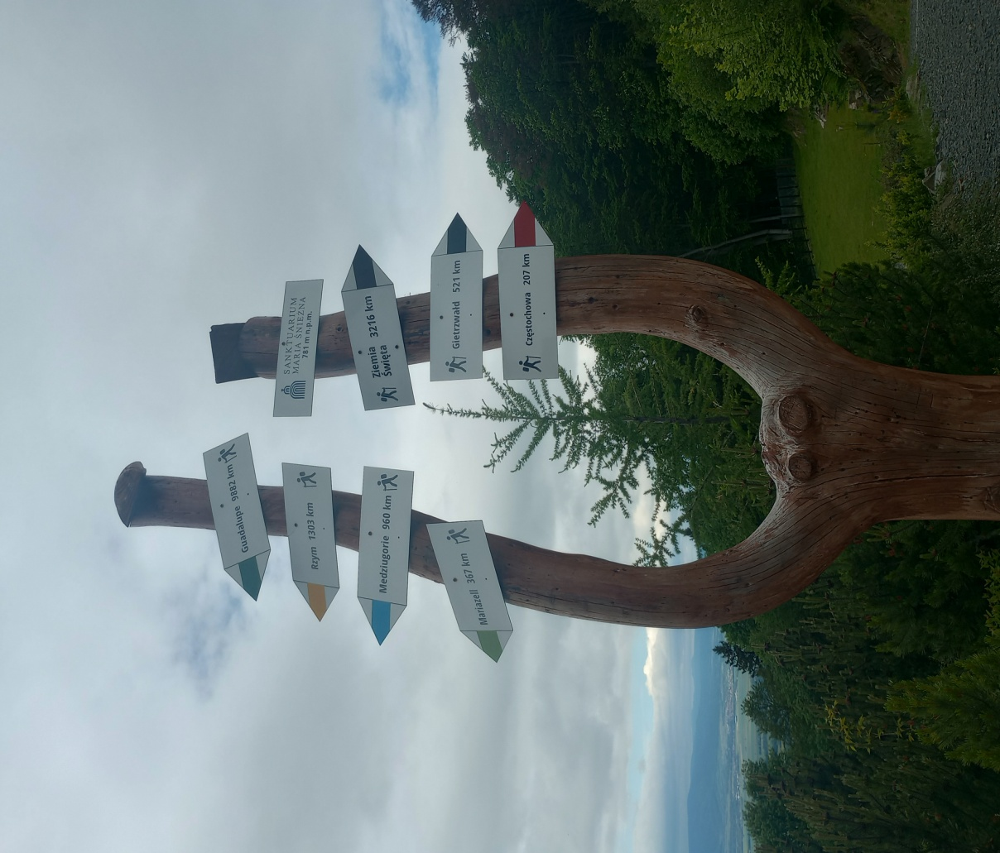 SANKTUARIUM
MARIA ŚNIEŻNA
781 m n.p.m.
Ziemia 3216 km
Święta
Gietrzwałd 521 km
Częstochowa 207 km
Guadalupe 9882 km
Rzym 1303 km
Medziugorie 960 km
Mariazell 367 km